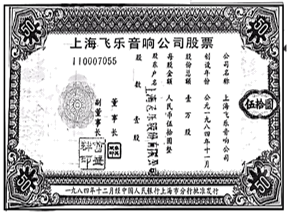 上海飞乐音响公司股票
110007055
公司名称 上海飞乐音响公司
创设年份 公元一九八四年十一月
股份总额 壹万股
每股金额 人民币伍拾圆整
股东户名
股数 壹股
董事长
副董事长
伍拾圆
一九八四年十二月经中国人民银行上海市分行批准发行